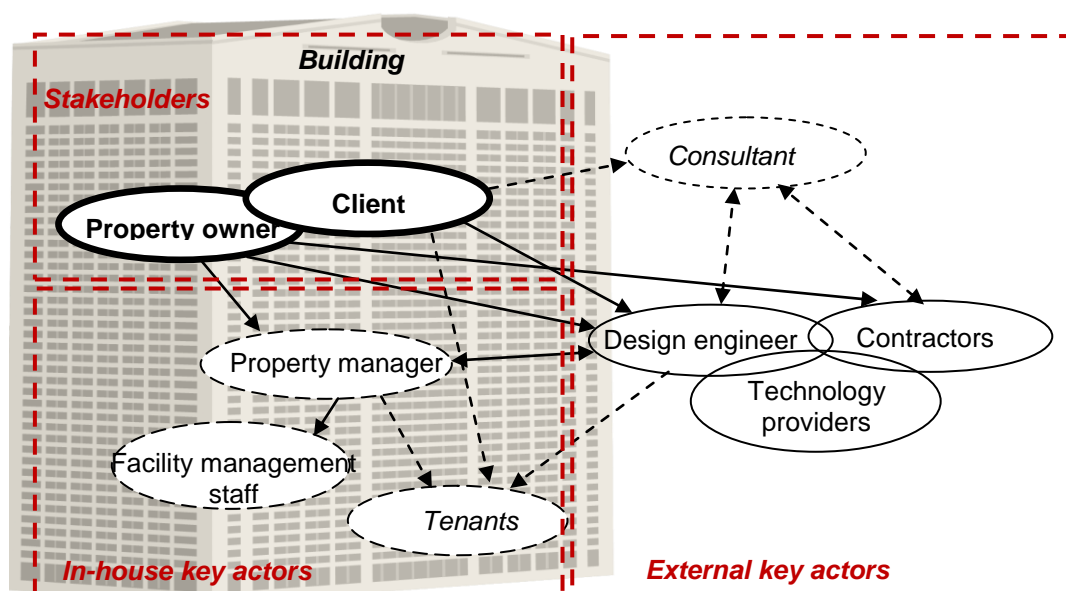 Building
Stakeholders
Consultant
Client
Property owner
Design engineer
Contractors
Property manager
Technology
providers
Facility management
staff
Tenants
In-house key actors
External key actors